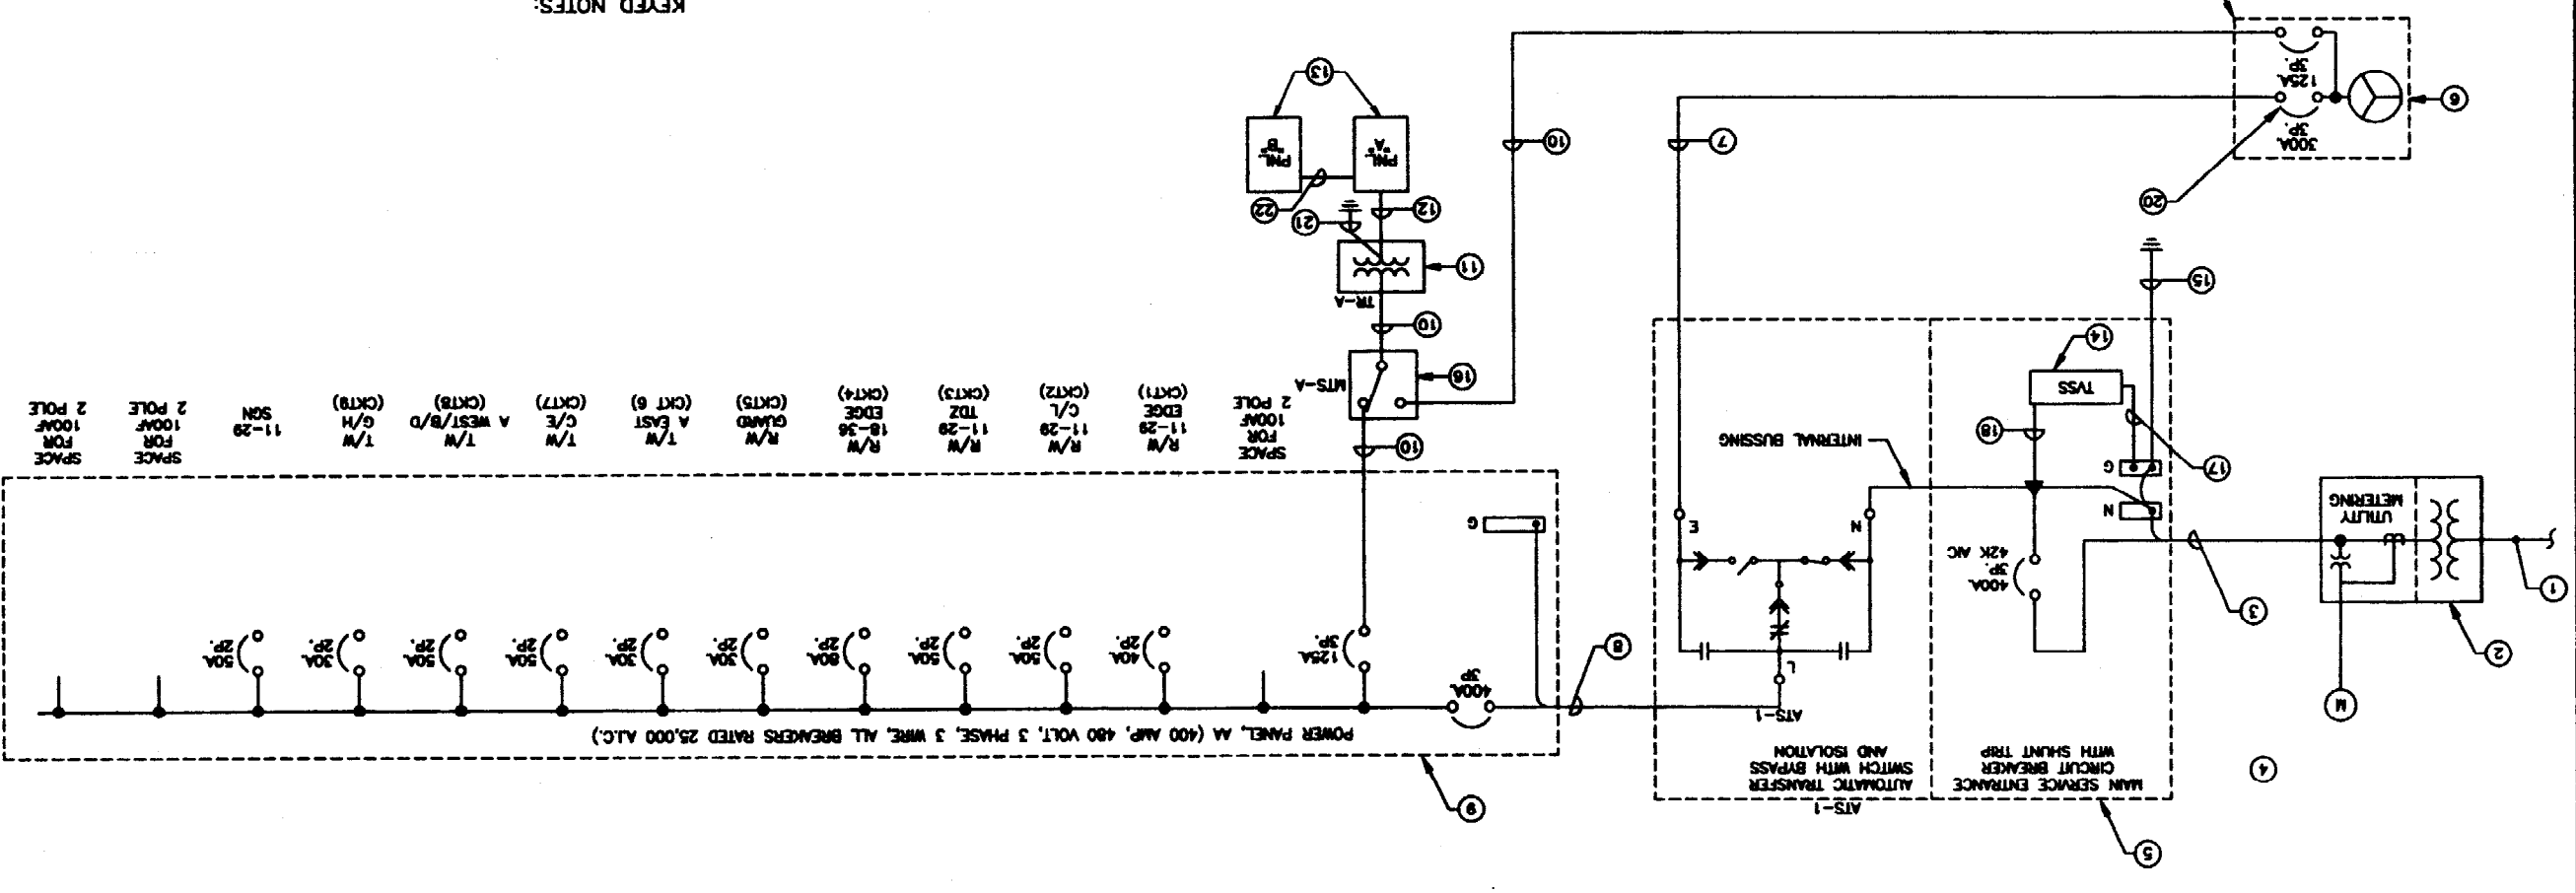 5
ATS-1
4
MAIN SERVICE ENTRANCE
CIRCUIT BREAKER
WITH SHUNT TRIP
AUTOMATIC TRANSFER
SWITCH WITH BYPASS
AND ISOLATION
9
POWER PANEL, AA (400 AMP, 480 VOLT, 3 PHASE, 3 WIRE, ALL BREAKERS RATED 25,000 A.I.C.)
ATS-1
M
2
3
8
L
400A.
3P
125A.
3P.
40A.
2P.
50A.
2P.
50A.
2P.
80A.
2P.
30A.
2P.
30A.
2P.
50A.
2P.
50A.
2P.
30A.
2P.
50A.
2P.
1
400A.
3P.
42K AIC
UTILITY
METERING
N
N
E
G
G
17
18
INTERNAL BUSSING
TVSS
14
10
MTS-A
16
SPACE
FOR
100AF
2 POLE
R/W
11-29
EDGE
(CKT1)
R/W
11-29
C/L
(CKT2)
R/W
11-29
TDZ
(CKT3)
R/W
18-36
EDGE
(CKT4)
R/W
GUARD
(CKT5)
T/W
A EAST
(CKT 6)
T/W
C/E
(CKT7)
T/W
A WEST/B/D
(CKT8)
T/W
G/H
(CKT9)
11-29
SGN
SPACE
FOR
100AF
2 POLE
SPACE
FOR
100AF
2 POLE
10
TR-A
15
11
21
12
22
20
300A.
3P.
7
10
PNL.
"A"
PNL.
"B"
6
125A.
3P.
13
KEYED NOTES: